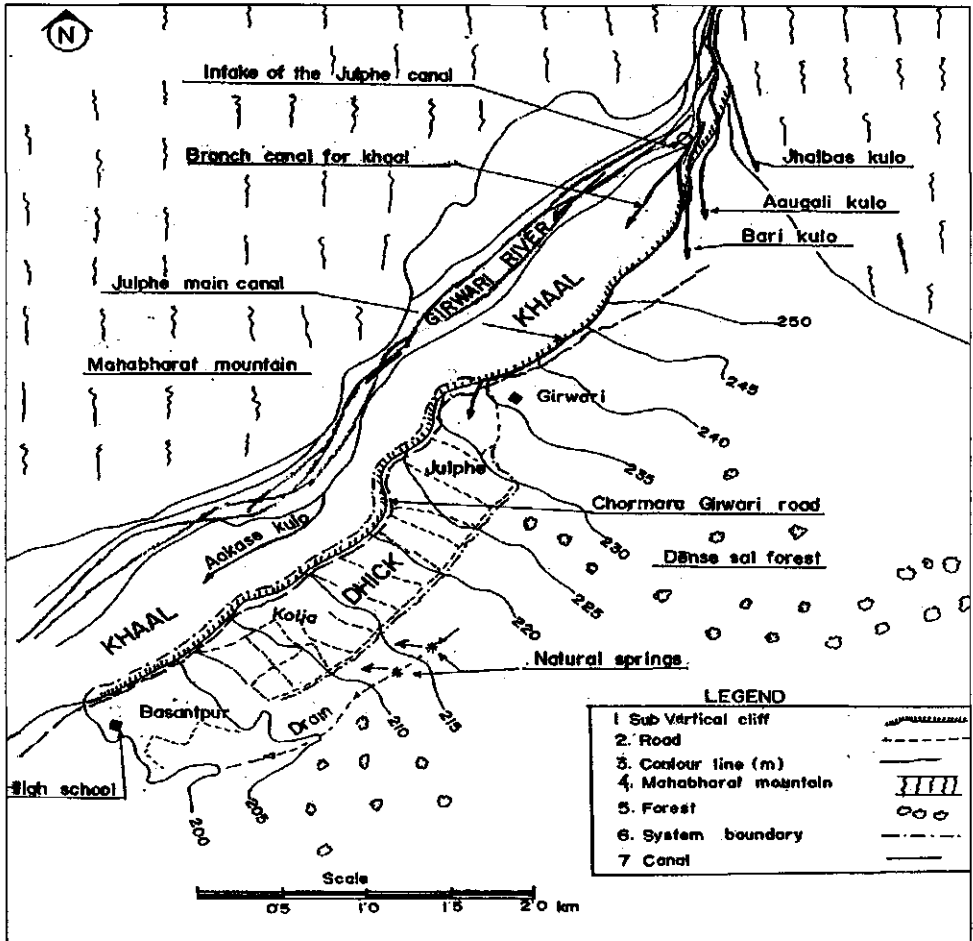 N
Intake of the Julphe canal
Branch canal for khaal
Jhalbas kulo
Aaugali kulo
Bari kulo
GIRWARI RIVER
Julphe main canal
KHAAL
250
Mahabharat mountain
245
Girwari
240
235
Julphe
Chormara Girwari road
Aakase kulo
230
Dense sal forest
DHICK
225
220
KHAAL
Kolja
Natural springs
Basantpur
Drain
215
210
High school
205
200
LEGEND
1 Sub Vertical cliff
2. Road
3. Coalour line (m)
4. Mahabharat mountain
5. Forest
6. System boundary
7 Canal
Scale
0.5 1.0 1.5 2.0 km